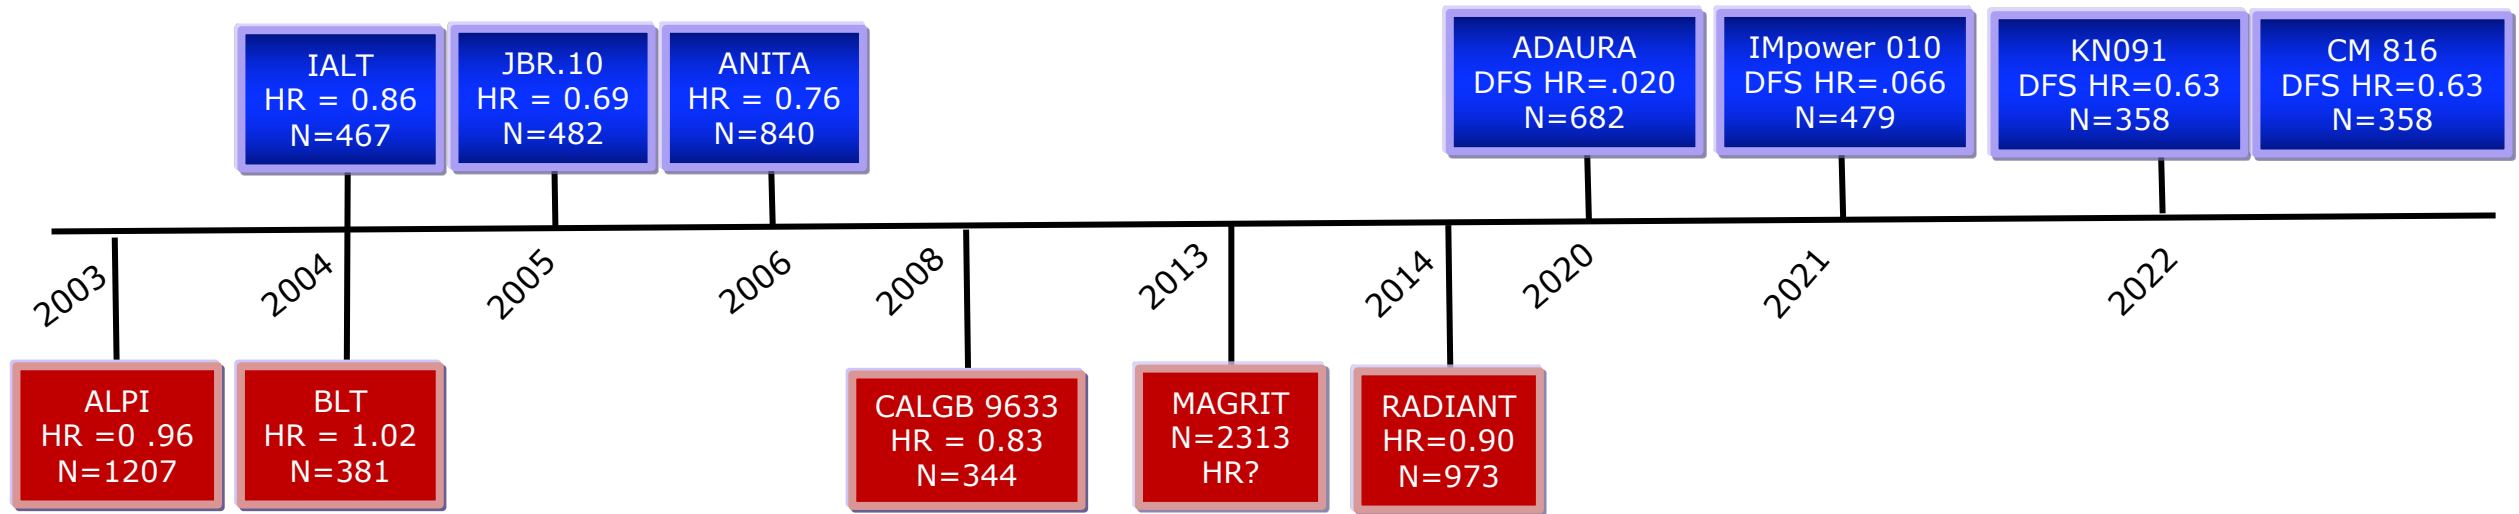 IALT
HR = 0.86
N=467
JBR.10
HR = 0.69
N=482
ANITA
HR = 0.76
N=840
ADAURA
DFS HR=.020
N=682
IMpower 010
DFS HR=.066
N=479
KN091
DFS HR=0.63
N=358
CM 816
DFS HR=0.63
N=358
2003
2004
2005
2006
2008
2013
2014
2020
2021
2022
ALPI
HR =0 .96
N=1207
BLT
HR = 1.02
N=381
CALGB 9633
HR = 0.83
N=344
MAGRIT
N=2313
HR?
RADIANT
HR=0.90
N=973